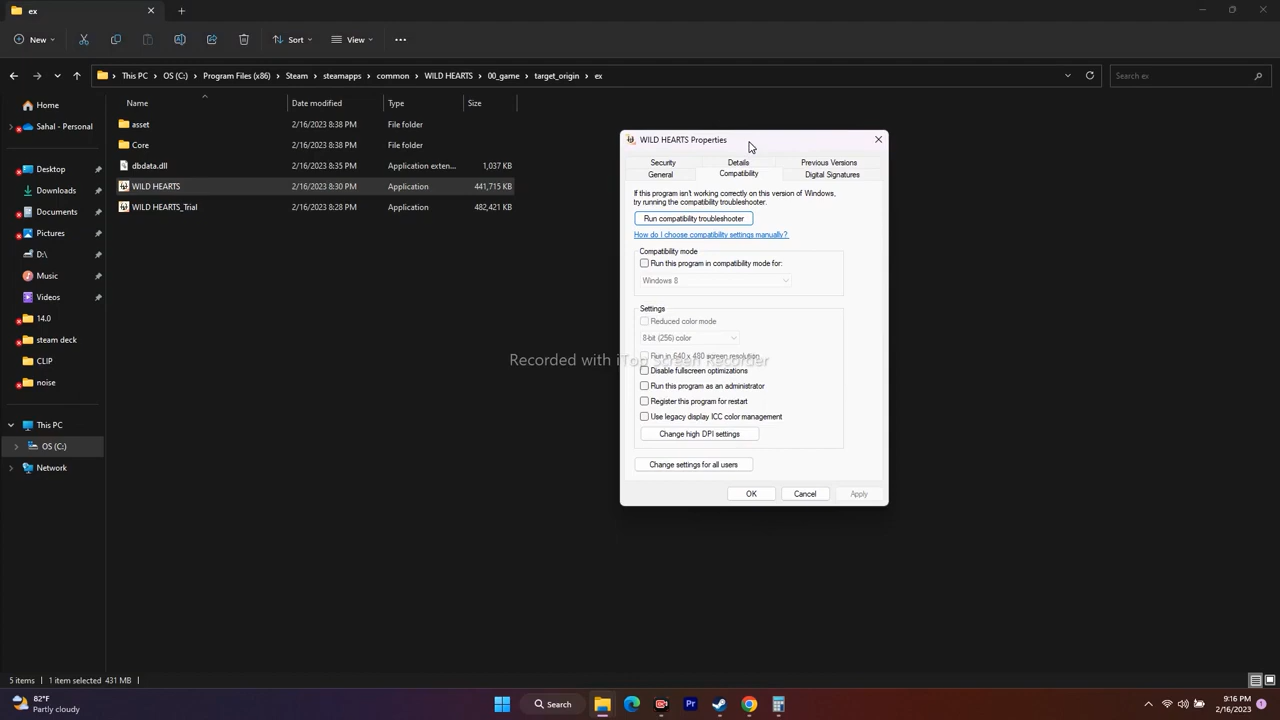 ex
New
Sort
View
This PC
OS (C:)
Program Files (x86)
Steam
steamapps
common
WILD HEARTS
00_game
target_origin
ex
Search ex
Name
Date modified
Type
Size
Home
Sahal - Personal
Desktop
Downloads
Documents
Pictures
D:\
Music
Videos
14.0
steam deck
CLIP
noise
This PC
OS (C:)
Network
asset 2/16/2023 8:38 PM File folder
Core 2/16/2023 8:38 PM File folder
dbdata.dll 2/16/2023 8:35 PM Application exten... 1,037 KB
WILD HEARTS 2/16/2023 8:30 PM Application 441,715 KB
WILD HEARTS_Trial 2/16/2023 8:28 PM Application 482,421 KB
WILD HEARTS Properties
Security Details Previous Versions
General Compatibility Digital Signatures
If this program isn't working correctly on this version of Windows,
try running the compatibility troubleshooter.
Run compatibility troubleshooter
How do I choose compatibility settings manually?
Compatibility mode
Run this program in compatibility mode for:
Windows 8
Settings
Reduced color mode
8-bit (256) color
Run in 640 x 480 screen resolution
Recorded with iTop Screen Recorder
Disable fullscreen optimizations
Run this program as an administrator
Register this program for restart
Use legacy display ICC color management
Change high DPI settings
Change settings for all users
OK Cancel Apply
5 items 1 item selected 431 MB
82°F
Partly cloudy
Search
Pr
9:16 PM
2/16/2023
1